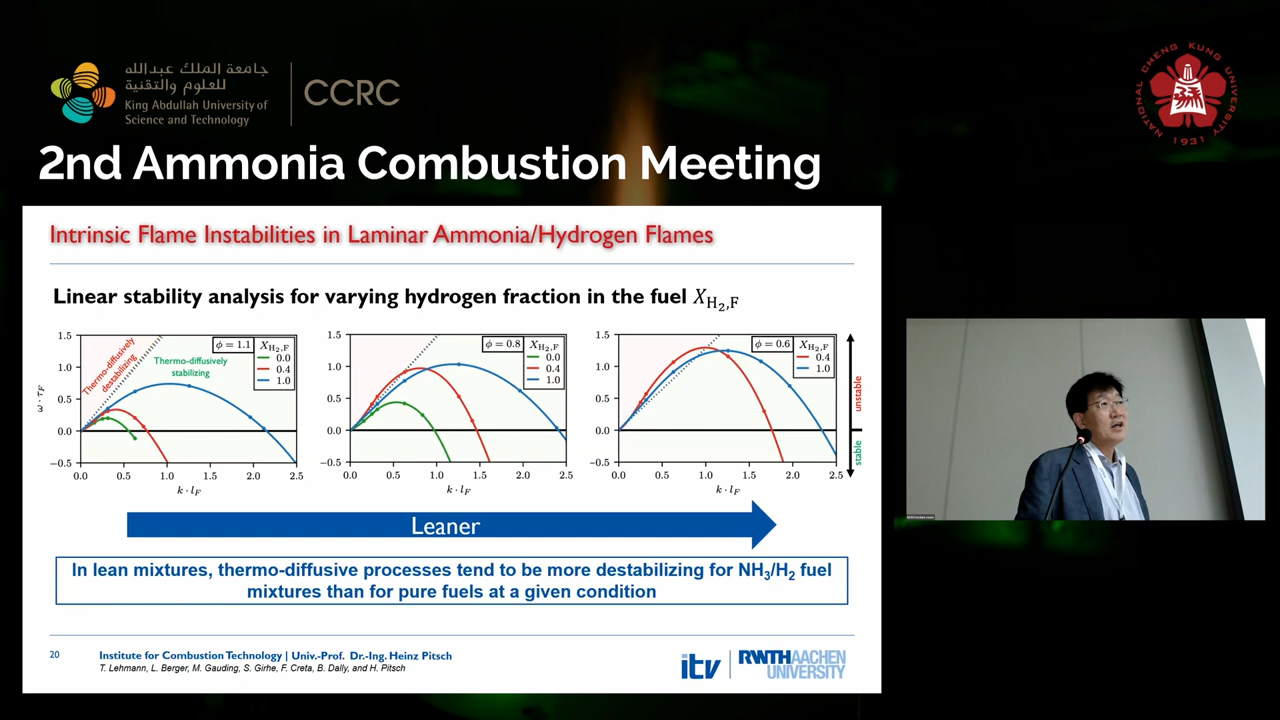 جامعة الملك عبدالله
للعلوم والتقنية
King Abdullah University of
Science and Technology
CCRC
NATIONAL CHENG KUNG UNIVERSITY
1931
2nd Ammonia Combustion Meeting
Intrinsic Flame Instabilities in Laminar Ammonia/Hydrogen Flames
Linear stability analysis for varying hydrogen fraction in the fuel X_H₂,F
ω · τ_F
1.5
1.0
0.5
0.0
−0.5
0.0 0.5 1.0 1.5 2.0 2.5
k · l_F
Thermo-diffusively
destabilizing
Thermo-diffusively
stabilizing
ϕ = 1.1
X_H₂,F
0.0
0.4
1.0
1.5
1.0
0.5
0.0
−0.5
0.0 0.5 1.0 1.5 2.0 2.5
k · l_F
ϕ = 0.8
X_H₂,F
0.0
0.4
1.0
1.5
1.0
0.5
0.0
−0.5
0.0 0.5 1.0 1.5 2.0 2.5
k · l_F
ϕ = 0.6
X_H₂,F
0.4
1.0
unstable
stable
Leaner
In lean mixtures, thermo-diffusive processes tend to be more destabilizing for NH₃/H₂ fuel
mixtures than for pure fuels at a given condition
20
Institute for Combustion Technology | Univ.-Prof. Dr.-Ing. Heinz Pitsch
T. Lehmann, L. Berger, M. Gauding, S. Girhe, F. Creta, B. Dally, and H. Pitsch
itv
RWTH AACHEN
UNIVERSITY